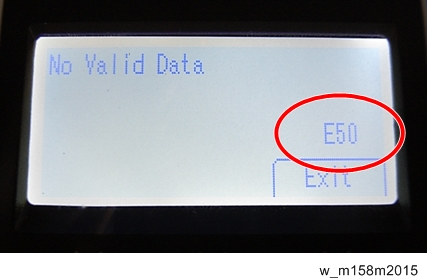 No Valid Data
E50
Exit
w_m158m2015